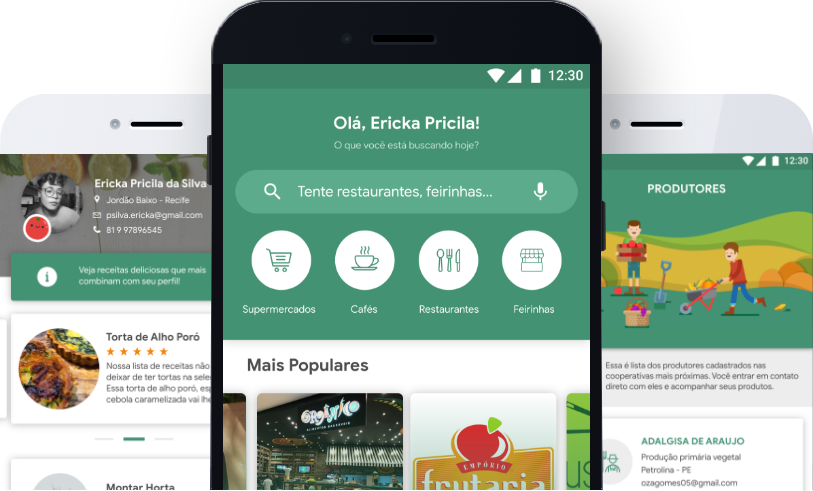 Ericka Pricila da Silva
Jordão Baixo - Recife
psilva.ericka@gmail.com
81 9 97896545
Veja receitas deliciosas que mais
combinam com seu perfil!
Torta de Alho Poró
Nossa lista de receitas não
deixar de ter tortas na
Essa torta de alho poró,
cebola caramelizada vai
Montar Horta
12:30
Olá, Ericka Pricila!
O que você está buscando hoje?
Tente restaurantes, feirinhas...
Supermercados
Cafés
Restaurantes
Feirinhas
Mais Populares
ORGÂNICO
EMPÓRIO
frutaria
12:30
PRODUTORES
Essa é lista dos produtores cadastrados nas
cooperativas mais próximas. Você entrar em contato
direto com eles e acompanhar seus produtos.
ADALGISA DE ARAUJO
Produção primária vegetal
Petrolina - PE
ozagomes05@gmail.com